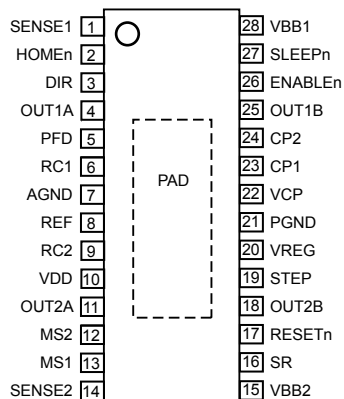 SENSE1 1 28 VBB1
HOMEn 2 27 SLEEPn
DIR 3 26 ENABLEn
OUT1A 4 25 OUT1B
PFD 5 24 CP2
RC1 6 23 CP1
PAD
AGND 7 22 VCP
REF 8 21 PGND
RC2 9 20 VREG
VDD 10 19 STEP
OUT2A 11 18 OUT2B
MS2 12 17 RESETn
MS1 13 16 SR
SENSE2 14 15 VBB2